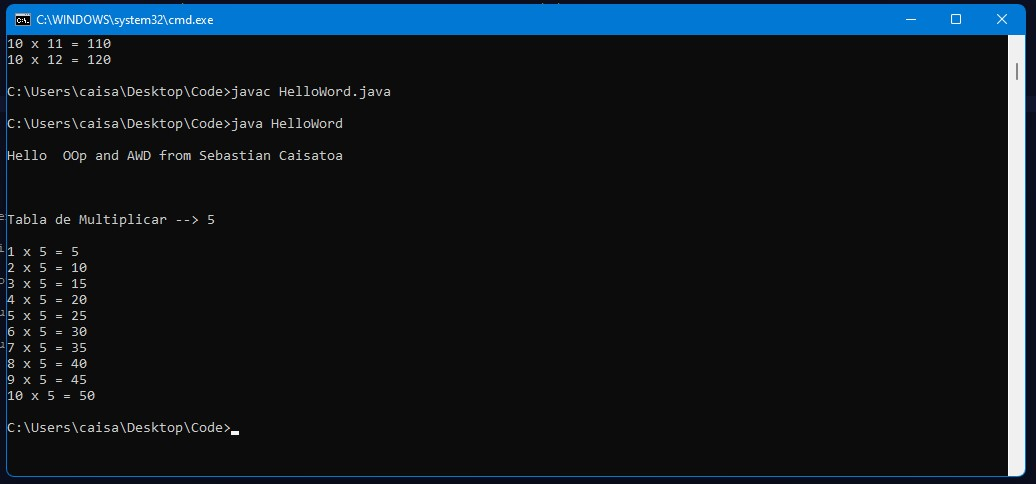 C:\WINDOWS\system32\cmd.exe
10 x 11 = 110
10 x 12 = 120
C:\Users\caisa\Desktop\Code>javac HelloWord.java
C:\Users\caisa\Desktop\Code>java HelloWord
Hello  OOp and AWD from Sebastian Caisatoa
Tabla de Multiplicar --> 5
1 x 5 = 5
2 x 5 = 10
3 x 5 = 15
4 x 5 = 20
5 x 5 = 25
6 x 5 = 30
7 x 5 = 35
8 x 5 = 40
9 x 5 = 45
10 x 5 = 50
C:\Users\caisa\Desktop\Code>